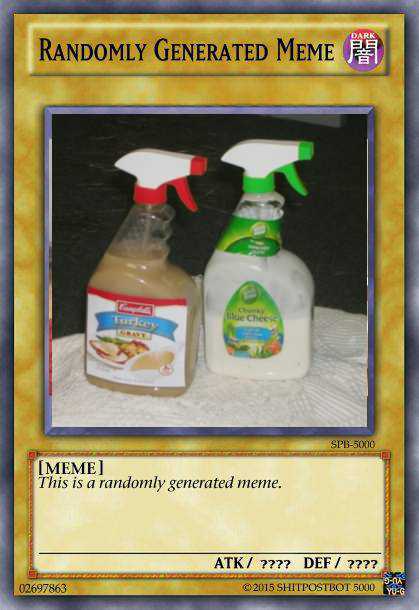 RANDOMLY GENERATED MEME
DARK
闇
Campbell's
Turkey
GRAVY
Chunky
Blue Cheese
SPB-5000
[MEME]
This is a randomly generated meme.
ATK / ???? DEF / ????
02697863
©2015 SHITPOSTBOT 5000